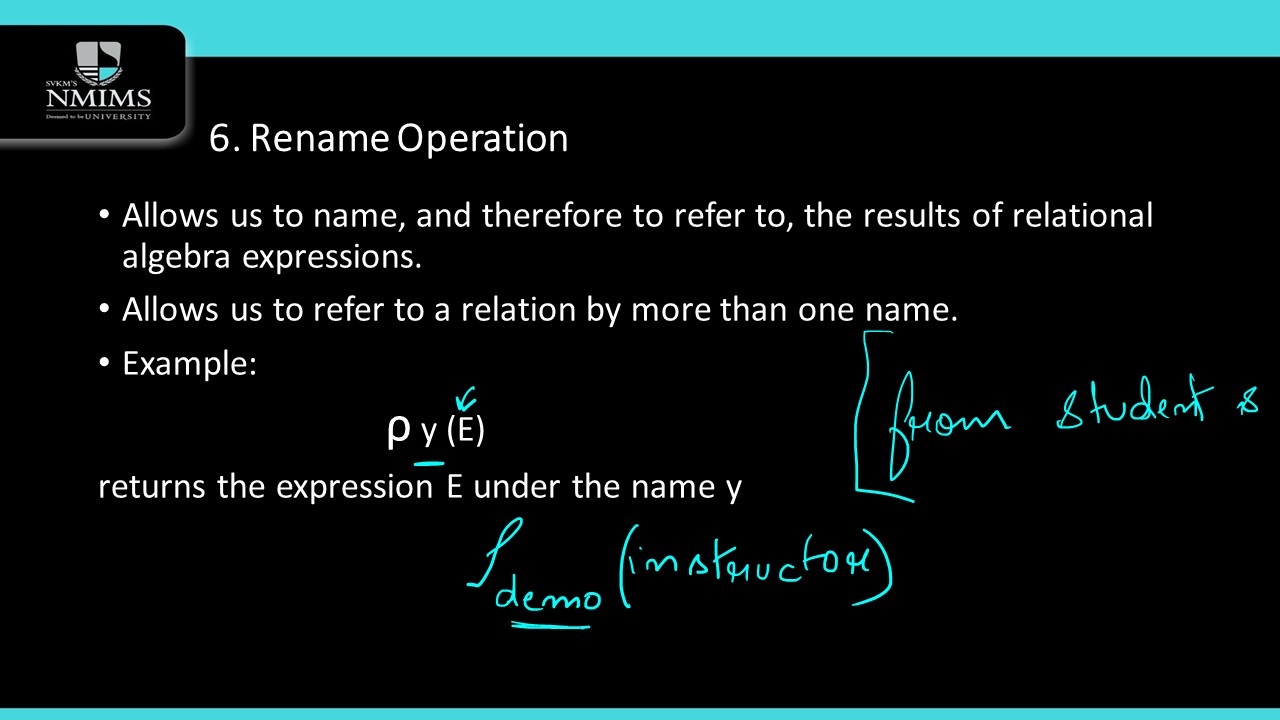 SVKM'S
NMIMS
Deemed to be UNIVERSITY
6. Rename Operation
• Allows us to name, and therefore to refer to, the results of relational
algebra expressions.
• Allows us to refer to a relation by more than one name.
• Example:
from student s
ρ y (E)
returns the expression E under the name y
ρ demo (instructor)